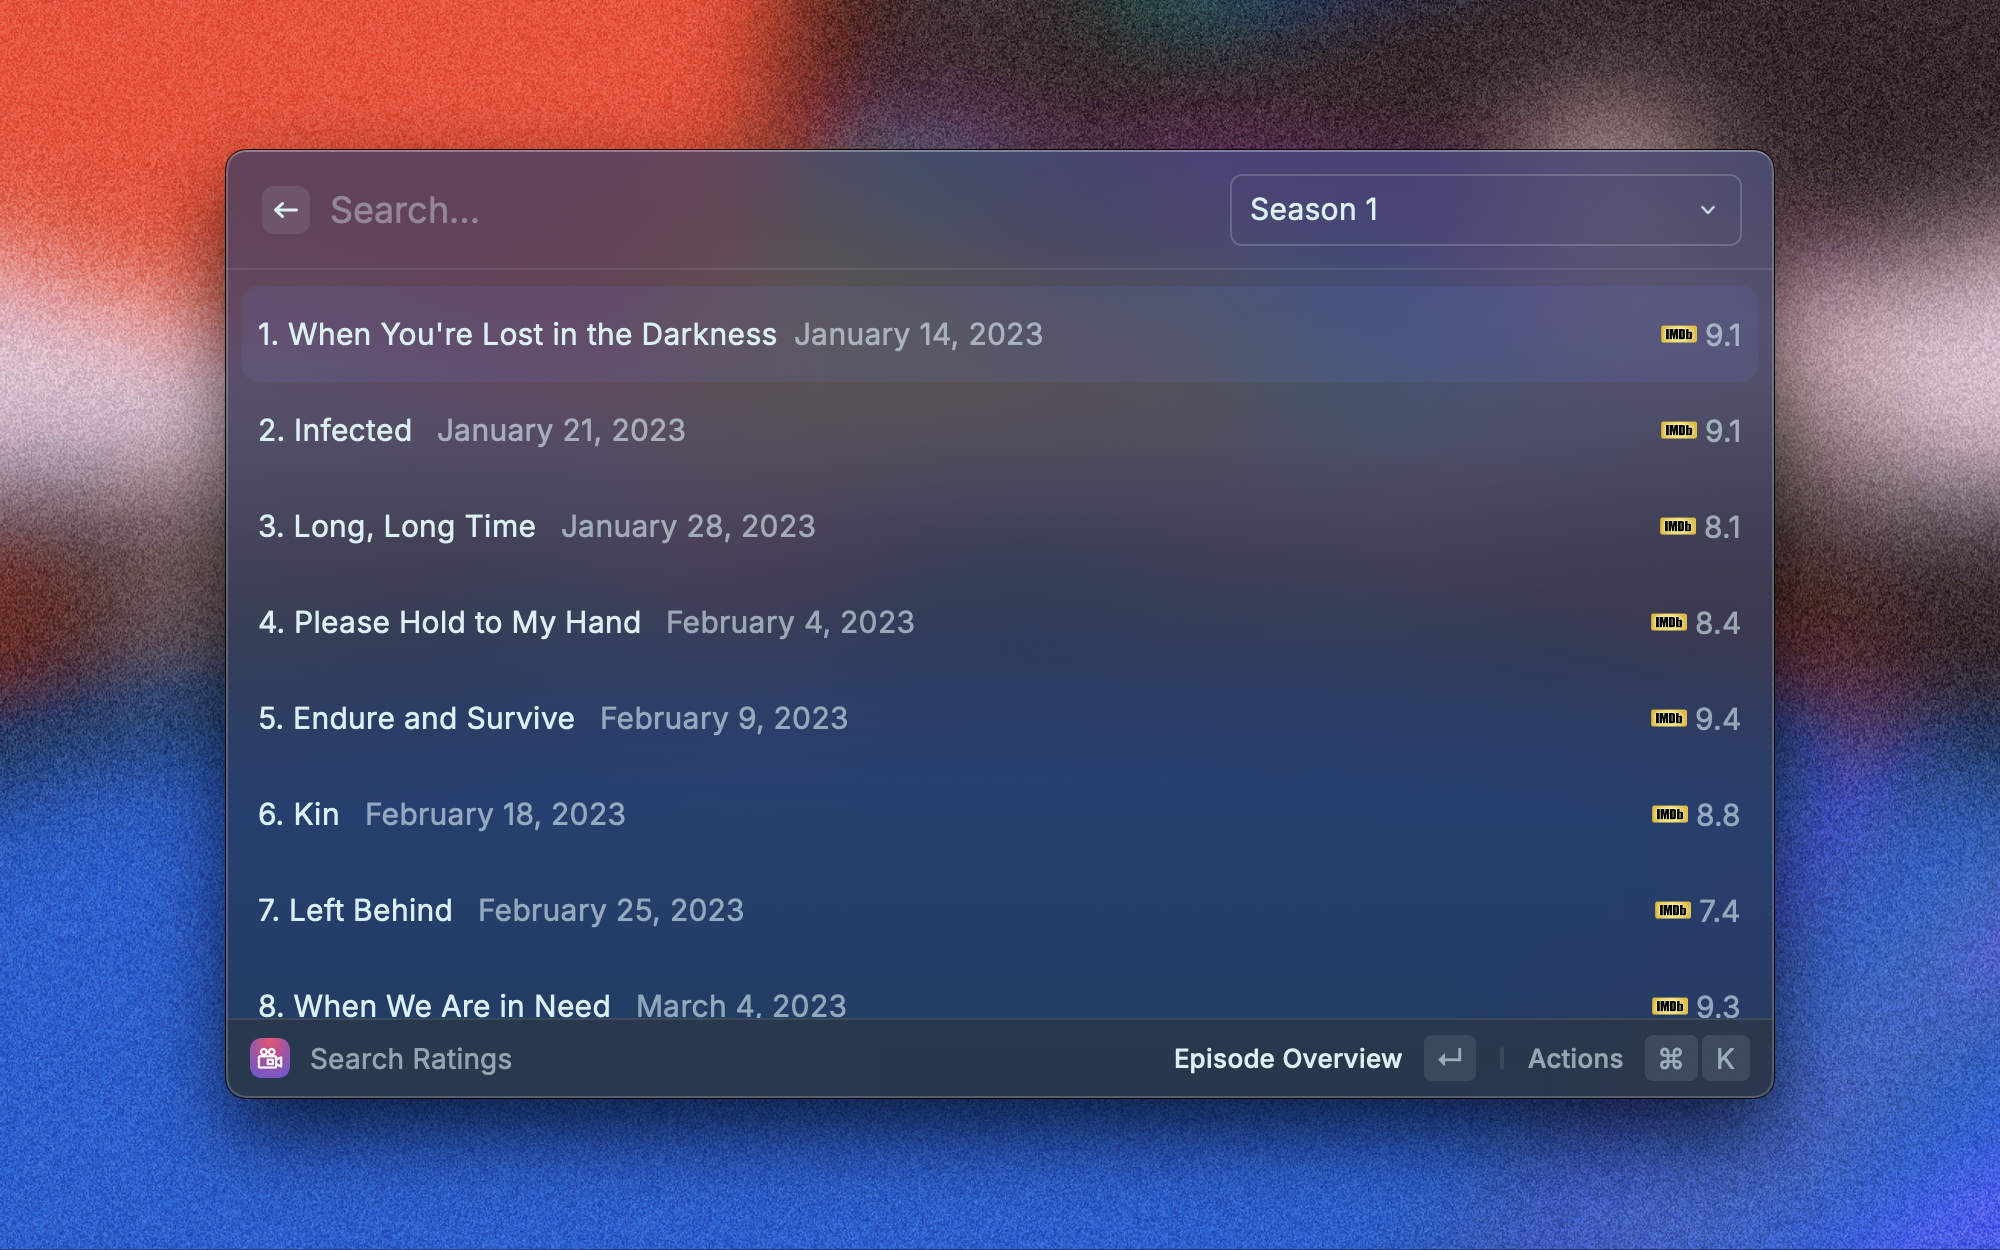 Search...
Season 1
1. When You're Lost in the Darkness January 14, 2023 IMDb 9.1
2. Infected January 21, 2023 IMDb 9.1
3. Long, Long Time January 28, 2023 IMDb 8.1
4. Please Hold to My Hand February 4, 2023 IMDb 8.4
5. Endure and Survive February 9, 2023 IMDb 9.4
6. Kin February 18, 2023 IMDb 8.8
7. Left Behind February 25, 2023 IMDb 7.4
8. When We Are in Need March 4, 2023 IMDb 9.3
Search Ratings
Episode Overview ↵ Actions ⌘ K